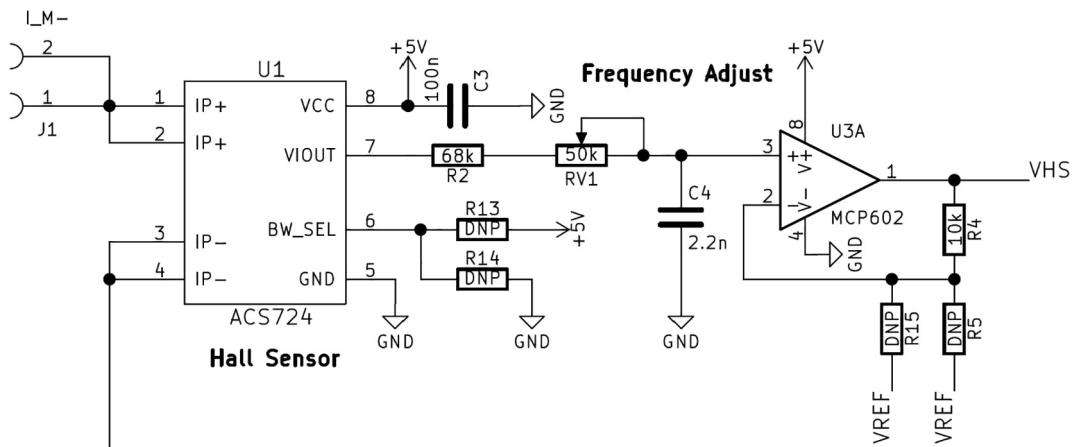 I_M-
2
1
J1
U1
1 IP+
2 IP+
3 IP-
4 IP-
VCC 8
VIOUT 7
BW_SEL 6
GND 5
ACS724
Hall Sensor
+5V
100n
C3
GND
68k
R2
Frequency Adjust
50k
RV1
R13
DNP
+5V
R14
DNP
GND
GND
C4
2.2n
GND
+5V
8
U3A
3
V+
+
2
-
V-
1
MCP602
4
GND
VHS
10k
R4
DNP
R15
DNP
R5
VREF
VREF